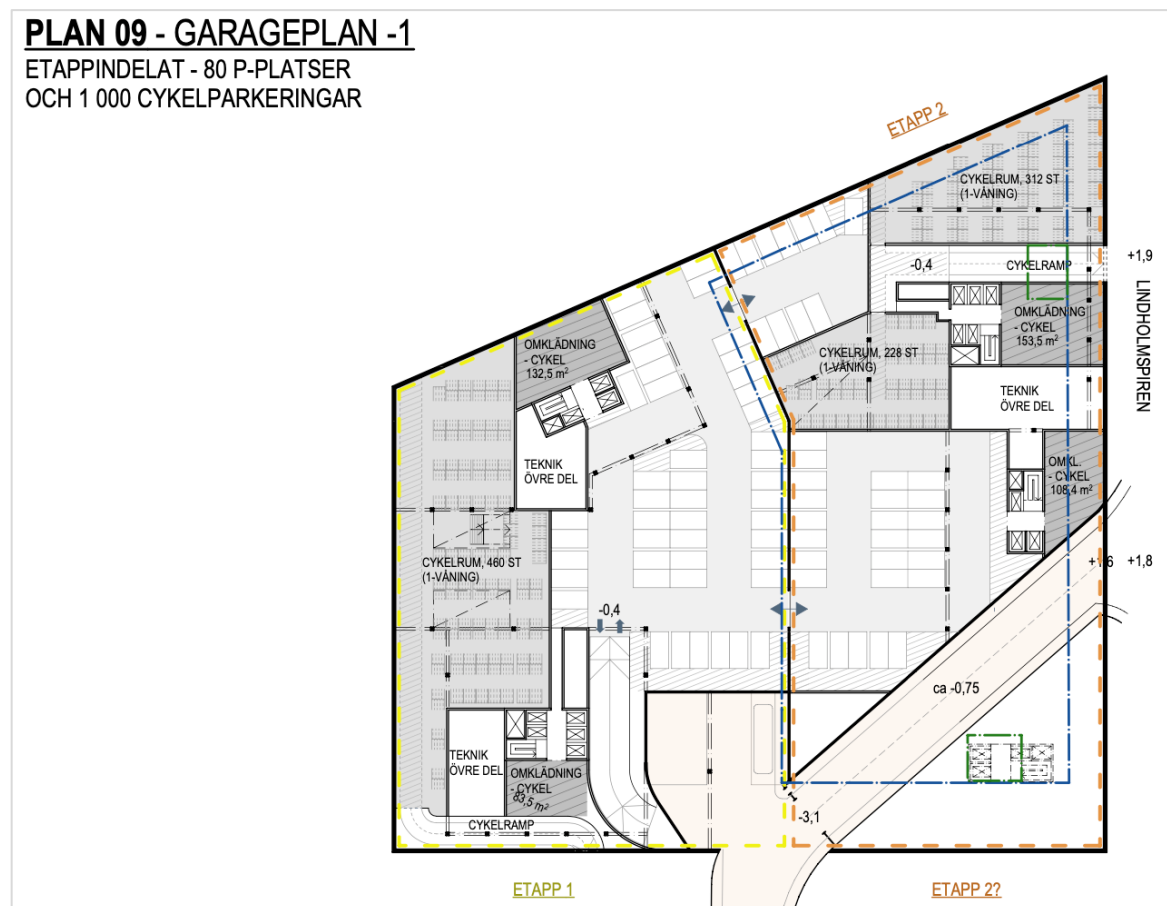 PLAN 09 - GARAGEPLAN -1
ETAPPINDELAT - 80 P-PLATSER
OCH 1 000 CYKELPARKERINGAR
ETAPP 2
CYKELRUM, 312 ST
(1-VÅNING)
-0,4
CYKELRAMP
+1,9
LINDHOLMSPIREN
OMKLÄDNING
- CYKEL
153,5 m²
OMKLÄDNING
- CYKEL
132,5 m²
CYKELRUM, 228 ST
(1-VÅNING)
TEKNIK
ÖVRE DEL
TEKNIK
ÖVRE DEL
OMKL.
- CYKEL
108,4 m²
CYKELRUM, 460 ST
(1-VÅNING)
+1,6
+1,8
-0,4
ca -0,75
TEKNIK
ÖVRE DEL
OMKLÄDNING
- CYKEL
83,5 m²
CYKELRAMP
-3,1
ETAPP 1
ETAPP 2?